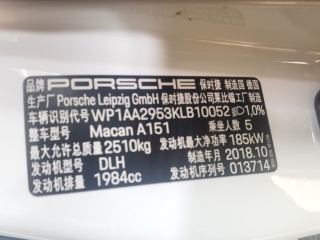 品牌 PORSCHE 保时捷 制造国 德国
生产厂 Porsche Leipzig GmbH 保时捷股份公司莱比锡工厂制造
车辆识别代号 WP1AA2953KLB10052 1,0%
整车型号 Macan A151 乘坐人数 5
最大允许总质量 2510kg 发动机最大净功率 185kW
发动机型号 DLH 制造年月 2018.10
发动机排量 1984cc 发动机序列号 013714